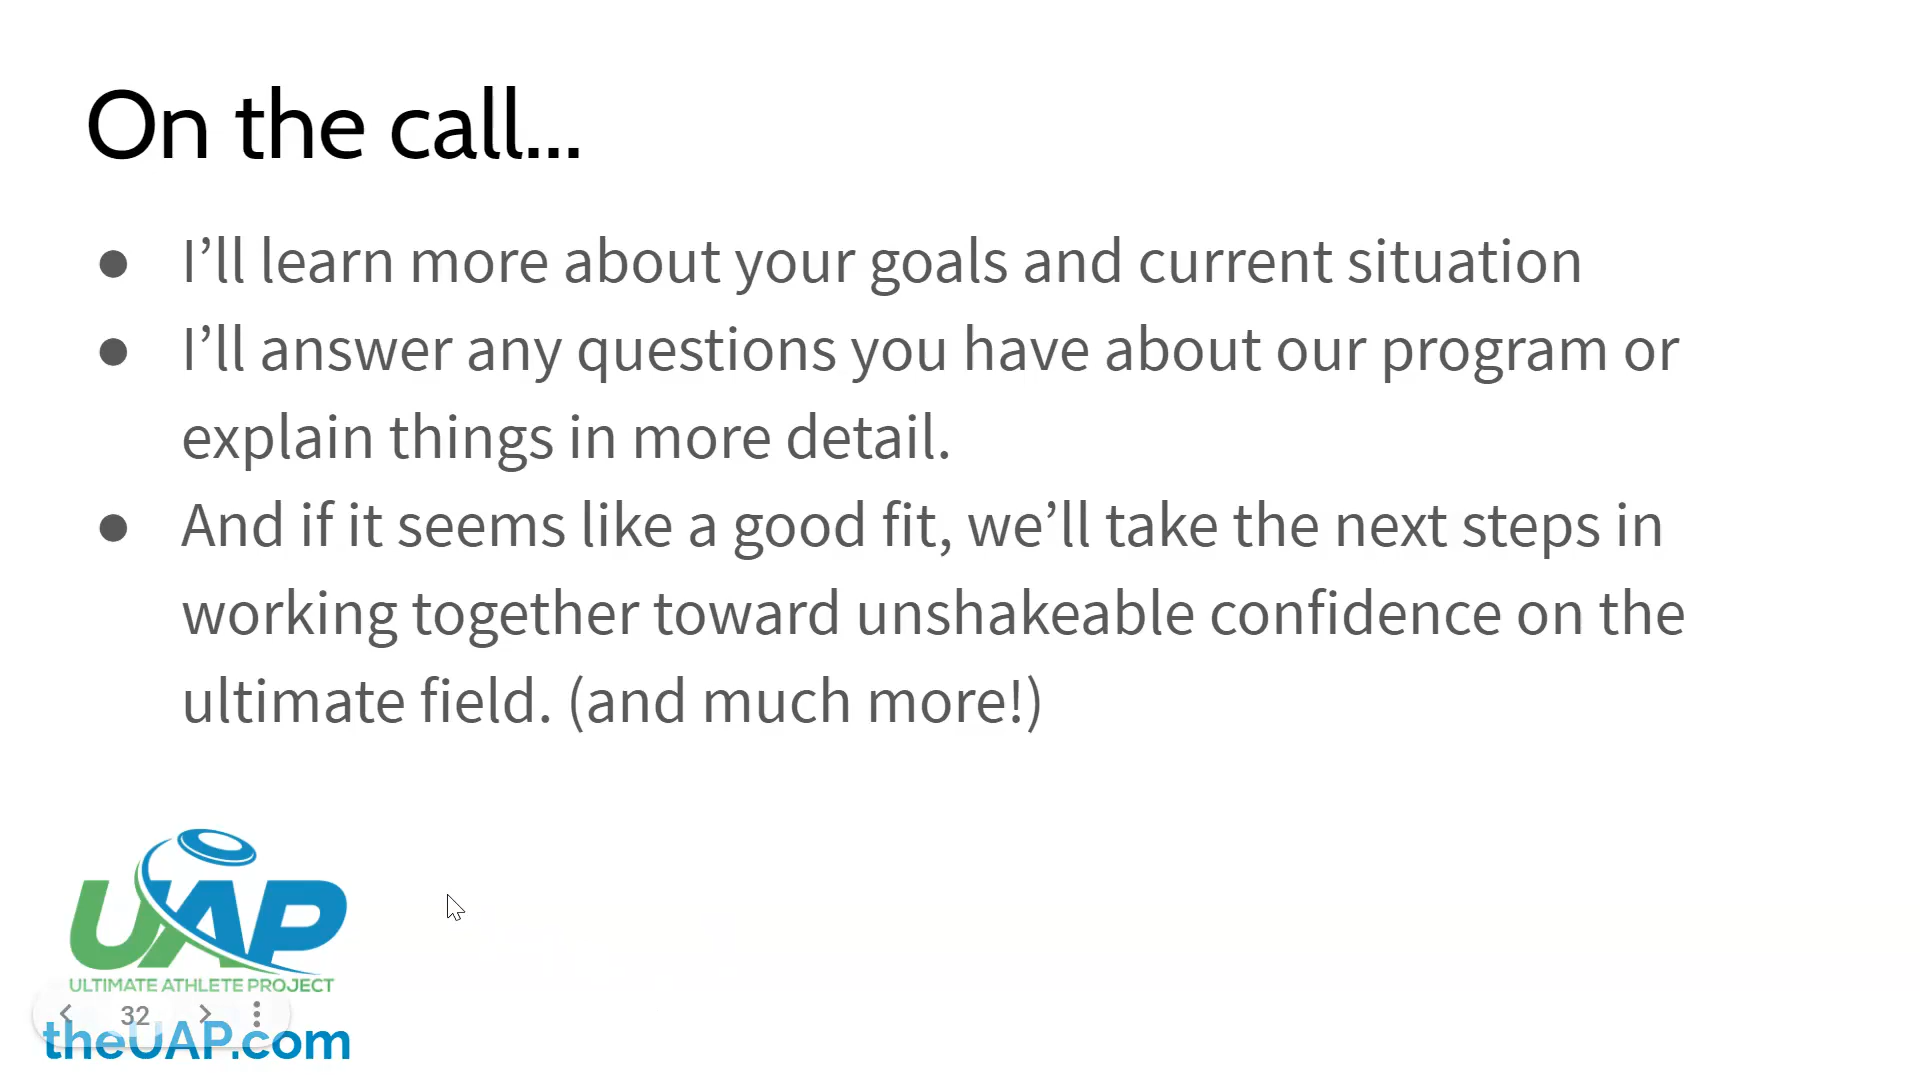 On the call...
● I’ll learn more about your goals and current situation
● I’ll answer any questions you have about our program or
explain things in more detail.
● And if it seems like a good fit, we’ll take the next steps in
working together toward unshakeable confidence on the
ultimate field. (and much more!)
UAP
ULTIMATE ATHLETE PROJECT
32
theUAP.com